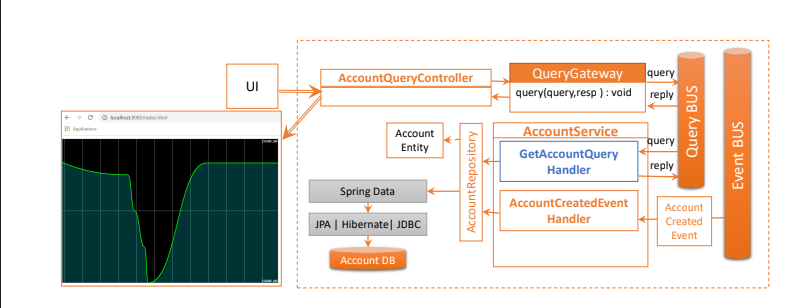 UI
AccountQueryController
QueryGateway
query(query,resp ) : void
query
reply
Query BUS
Event BUS
localhost:8065/index.html
Applications
Account
Entity
AccountRepository
AccountService
GetAccountQuery
Handler
query
reply
AccountCreatedEvent
Handler
Account
Created
Event
Spring Data
JPA | Hibernate| JDBC
Account DB